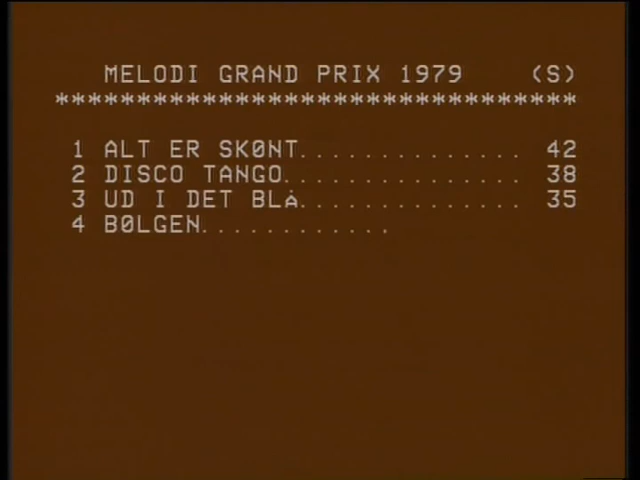 MELODI GRAND PRIX 1979 (S)
*********************************
1 ALT ER SKØNT.............. 42
2 DISCO TANGO............... 38
3 UD I DET BLÅ.............. 35
4 BØLGEN............